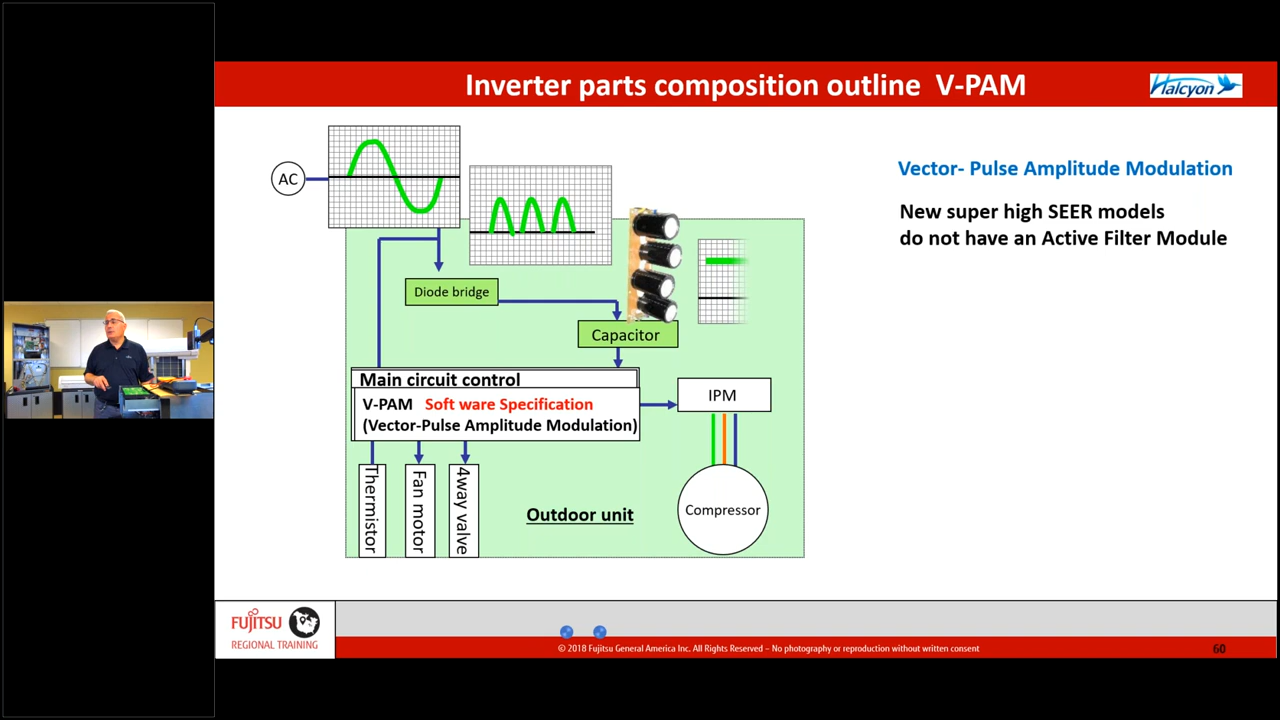 Inverter parts composition outline V-PAM
Halcyon
AC
Vector- Pulse Amplitude Modulation
New super high SEER models
do not have an Active Filter Module
Diode bridge
Capacitor
Main circuit control
V-PAM Soft ware Specification
(Vector-Pulse Amplitude Modulation)
IPM
Thermistor
Fan motor
4way valve
Outdoor unit
Compressor
FUJITSU
REGIONAL TRAINING
© 2018 Fujitsu General America Inc. All Rights Reserved – No photography or reproduction without written consent
60